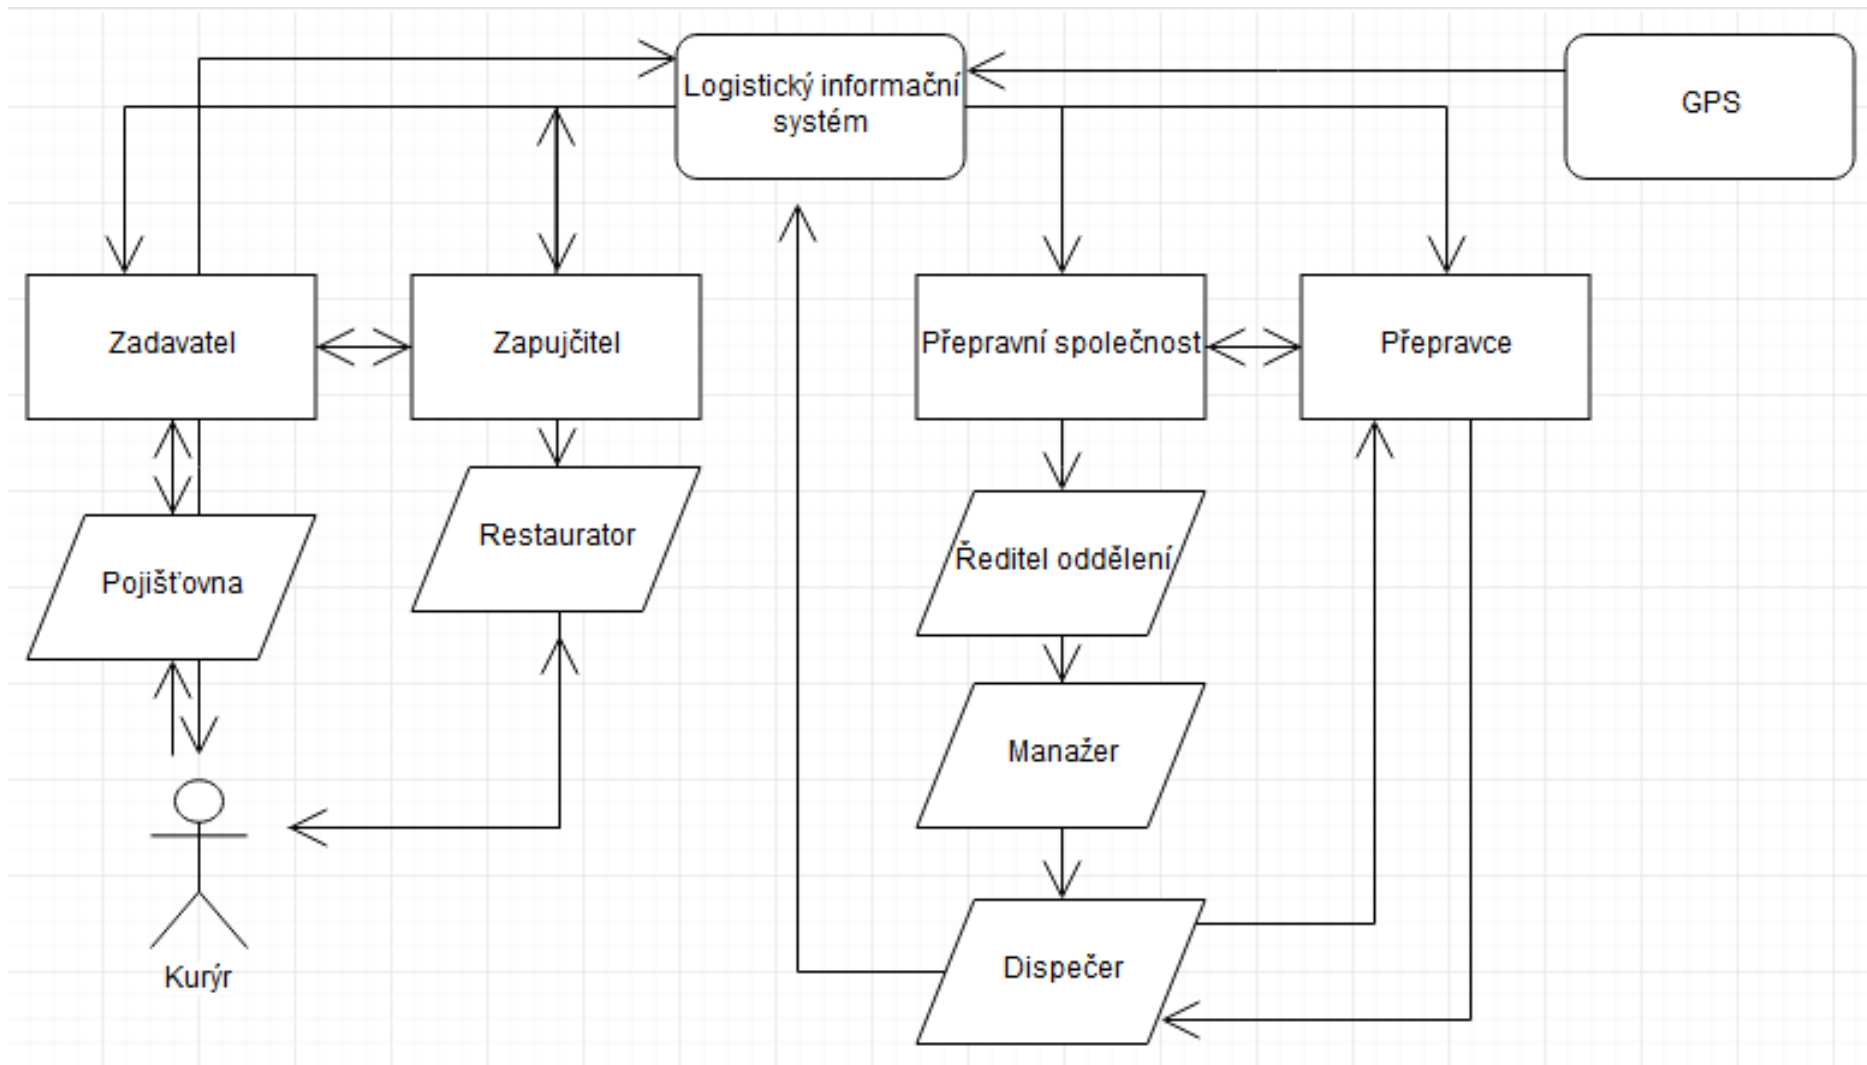 Logistický informační
systém
GPS
Zadavatel
Zapujčitel
Přepravní společnost
Přepravce
Restaurator
Ředitel oddělení
Pojišťovna
Manažer
Dispečer
Kurýr